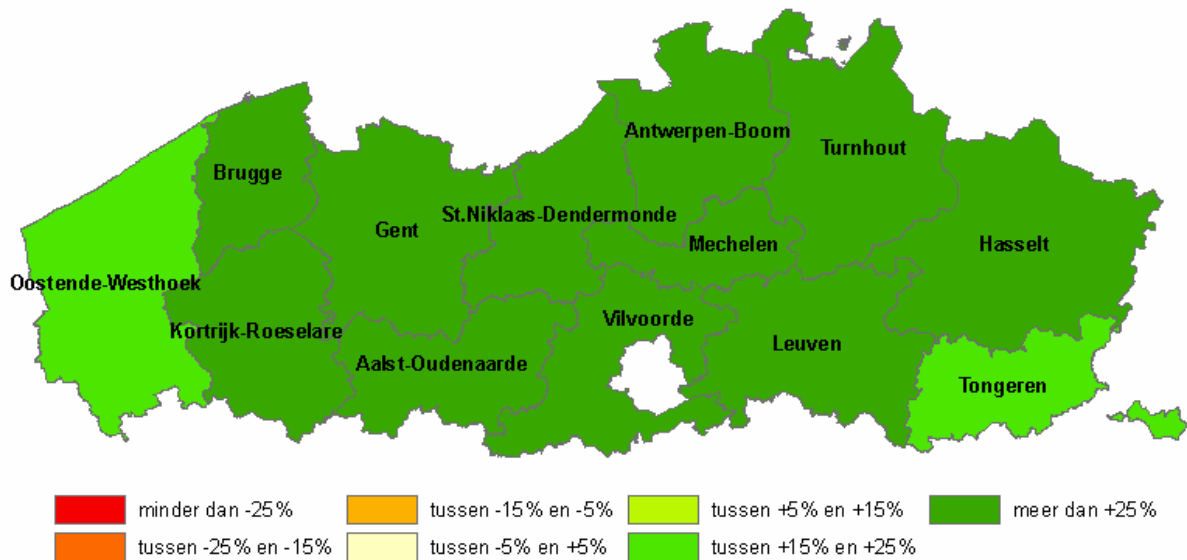 Antwerpen-Boom
Turnhout
Brugge
St.Niklaas-Dendermonde
Gent
Mechelen
Hasselt
Oostende-Westhoek
Vilvoorde
Kortrijk-Roeselare
Leuven
Aalst-Oudenaarde
Tongeren
minder dan -25%
tussen -15% en -5%
tussen +5% en +15%
meer dan +25%
tussen -25% en -15%
tussen -5% en +5%
tussen +15% en +25%